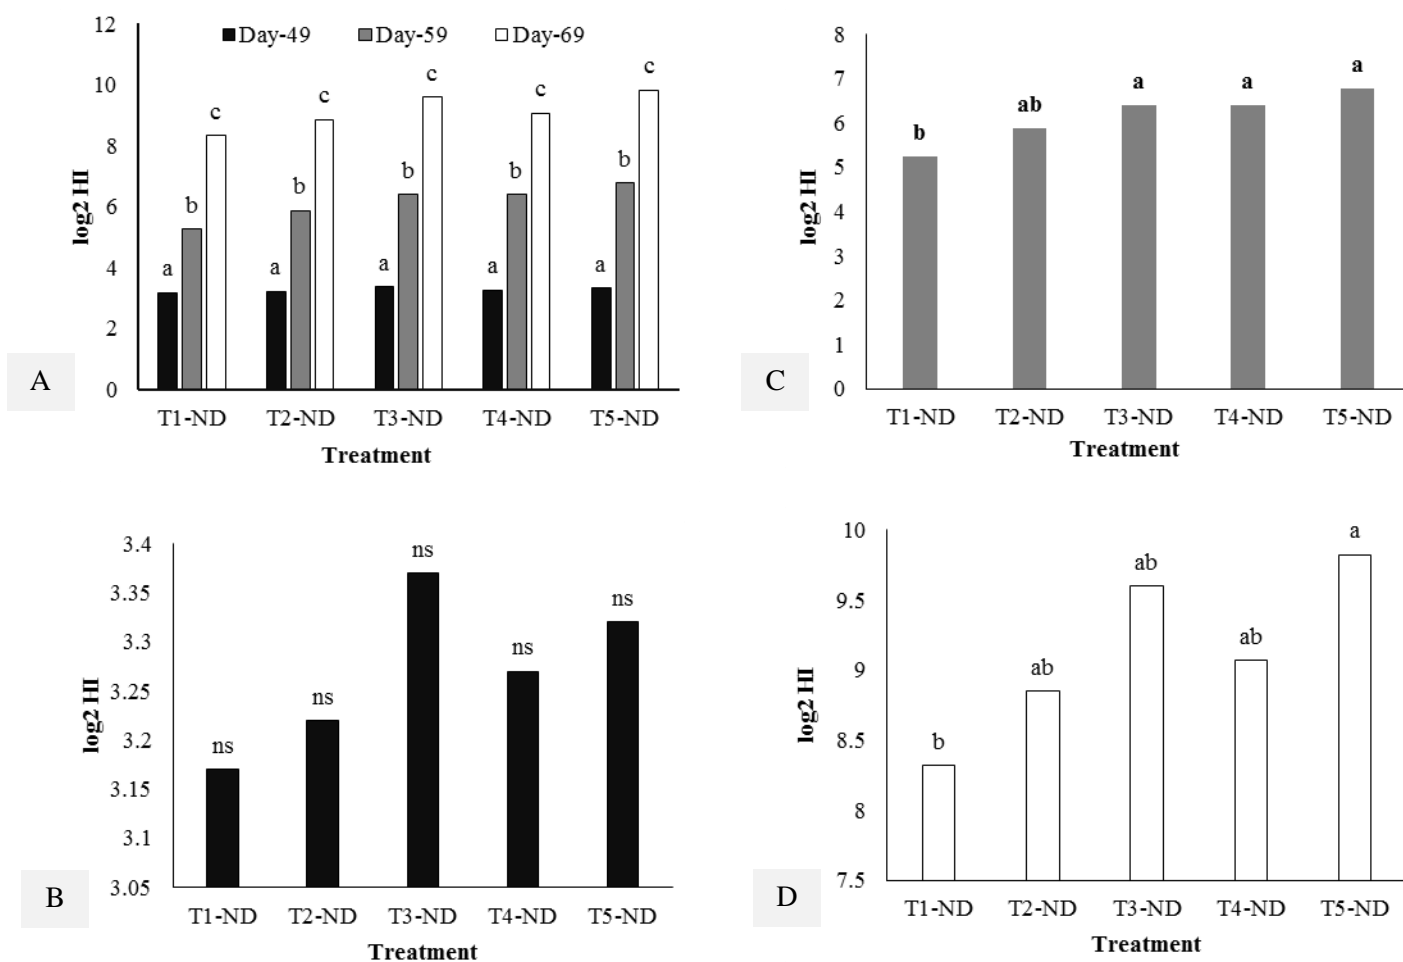 12
10
8
6
4
2
0
log2 HI
Day-49 Day-59 Day-69
a b c a b c a b c a b c a b c
T1-ND T2-ND T3-ND T4-ND T5-ND
Treatment
A
8
7
6
5
4
3
2
1
0
log2 HI
b ab a a a
T1-ND T2-ND T3-ND T4-ND T5-ND
Treatment
C
3.4
3.35
3.3
3.25
3.2
3.15
3.1
3.05
log2 HI
ns ns ns ns ns
T1-ND T2-ND T3-ND T4-ND T5-ND
Treatment
B
10
9.5
9
8.5
8
7.5
log2 HI
b ab ab ab a
T1-ND T2-ND T3-ND T4-ND T5-ND
Treatment
D